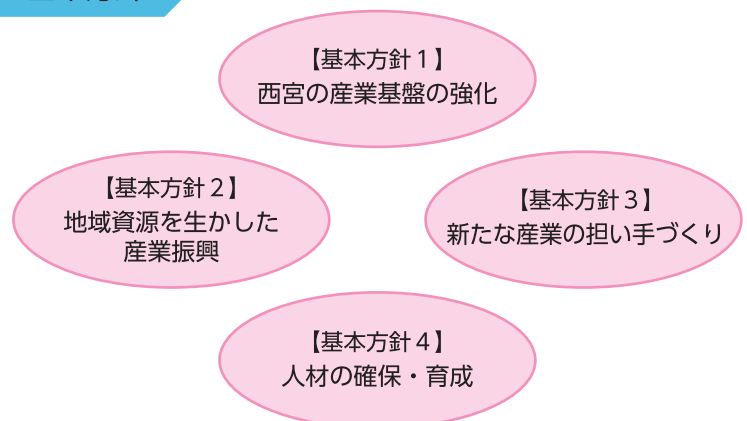 【基本方針１】
西宮の産業基盤の強化
【基本方針２】
地域資源を生かした
産業振興
【基本方針３】
新たな産業の担い手づくり
【基本方針４】
人材の確保・育成